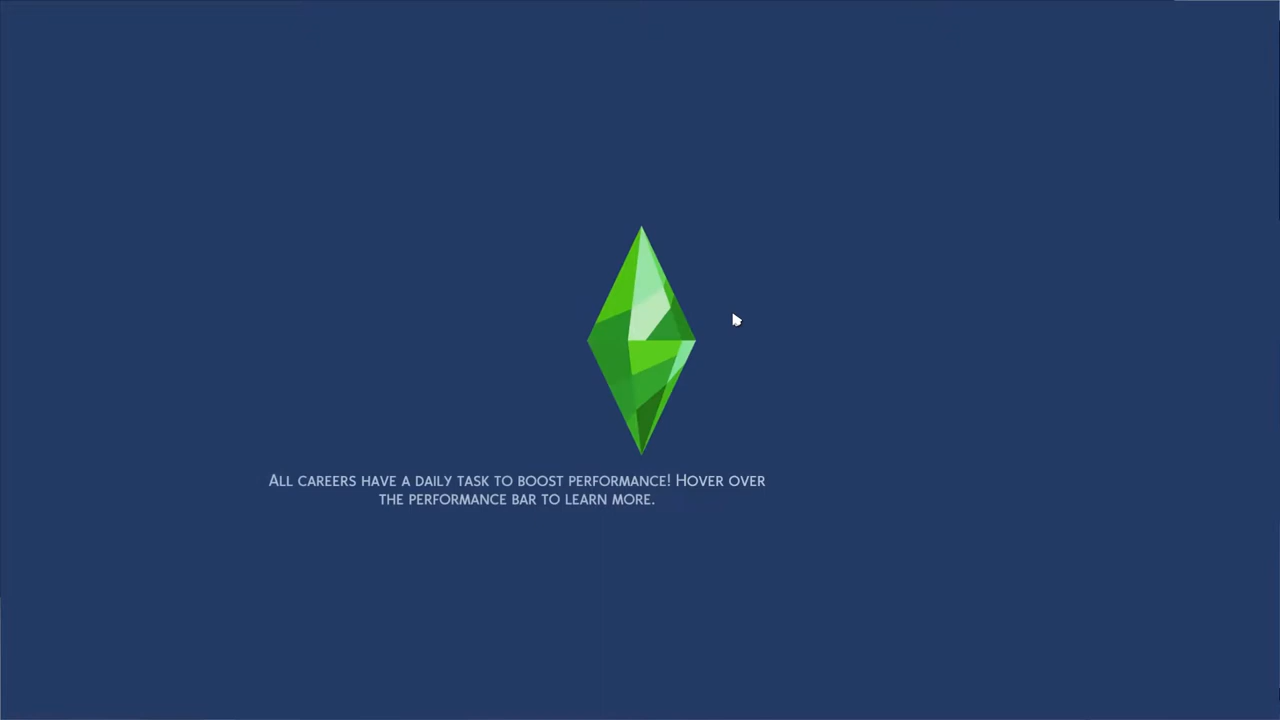 All careers have a daily task to boost performance! Hover over
the performance bar to learn more.